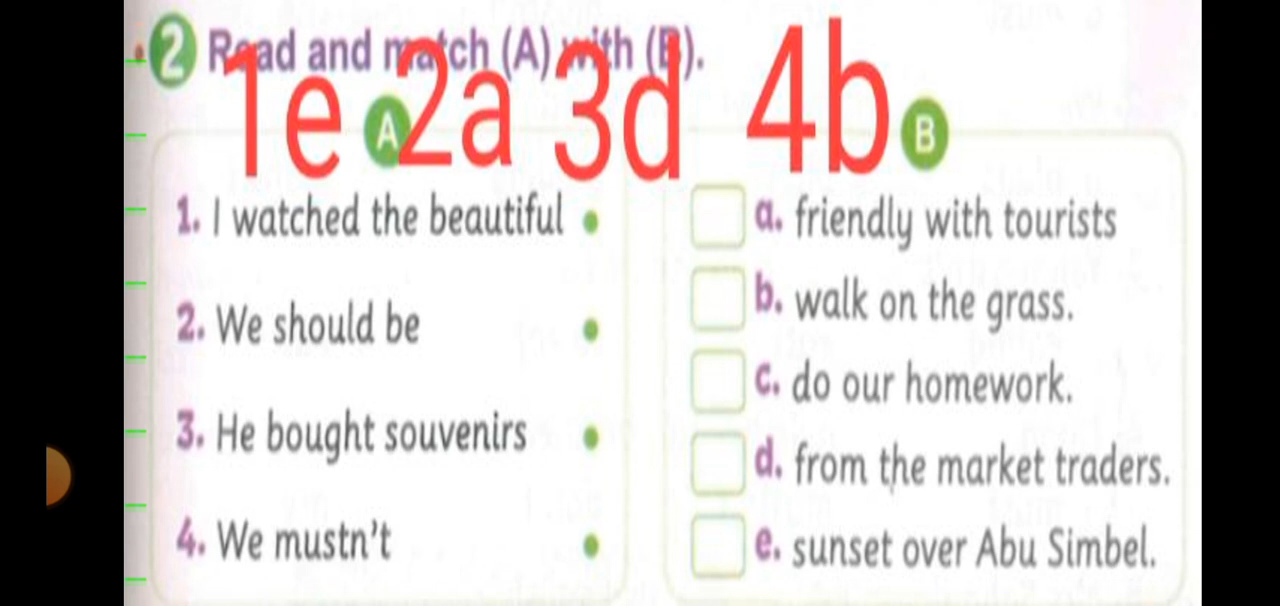 2 Read and match (A) with (B).
1e 2a 3d 4b
A
1. I watched the beautiful
2. We should be
3. He bought souvenirs
4. We mustn't
B
a. friendly with tourists
b. walk on the grass.
c. do our homework.
d. from the market traders.
e. sunset over Abu Simbel.